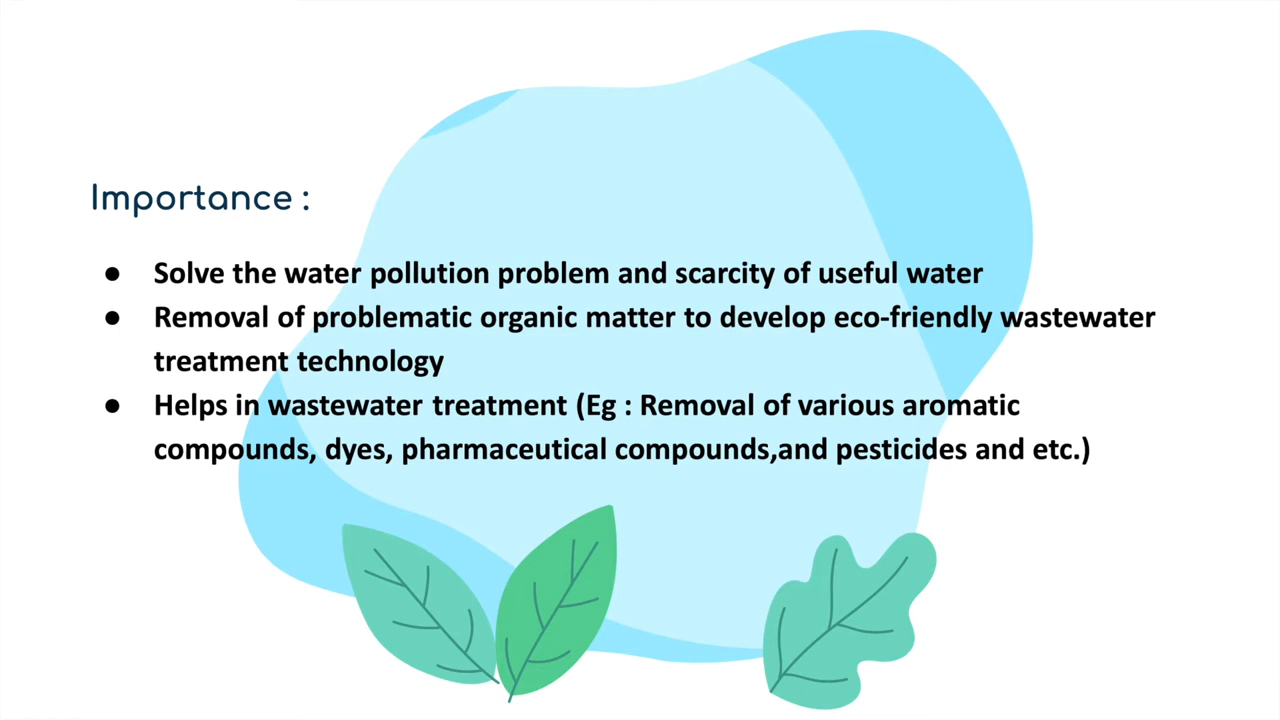 Importance :
● Solve the water pollution problem and scarcity of useful water
● Removal of problematic organic matter to develop eco-friendly wastewater
treatment technology
● Helps in wastewater treatment (Eg : Removal of various aromatic
compounds, dyes, pharmaceutical compounds,and pesticides and etc.)